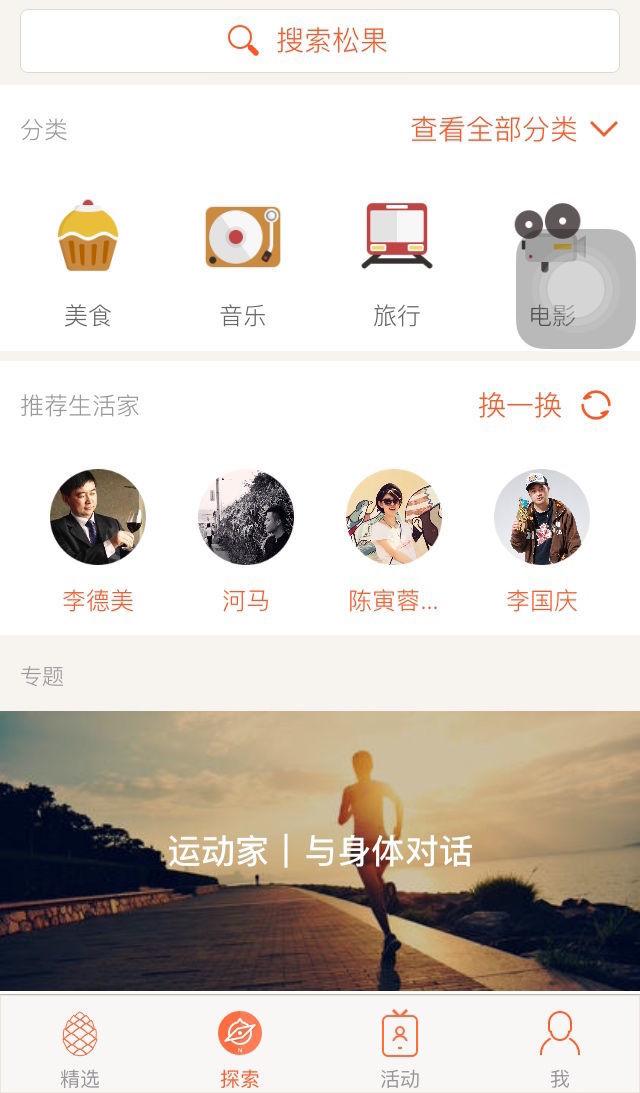 搜索松果
分类
查看全部分类
美食
音乐
旅行
电影
推荐生活家
换一换
李德美
河马
陈寅蓉...
李国庆
专题
运动家｜与身体对话
精选
探索
活动
我